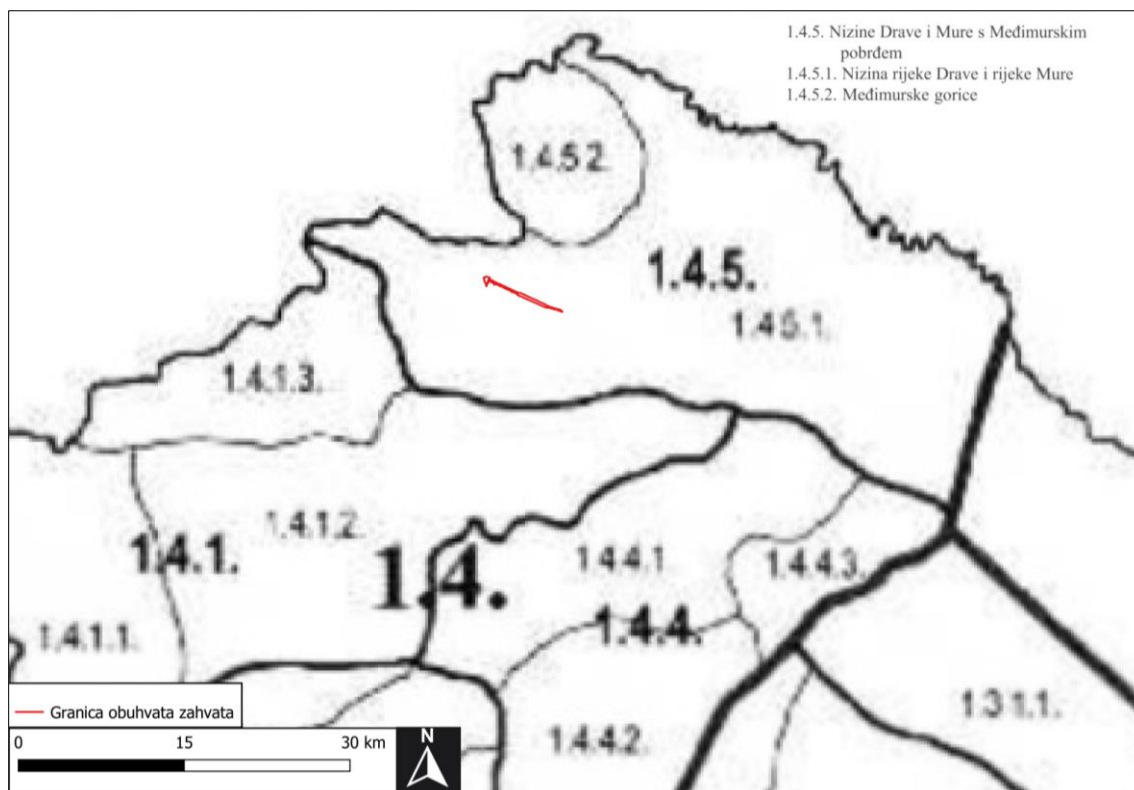 1.4.5. Nizine Drave i Mure s Međimurskim
pobrđem
1.4.5.1. Nizina rijeke Drave i rijeke Mure
1.4.5.2. Međimurske gorice
1.4.5 2.
1.4.5.
1.4.5.1.
1.4.1.3.
1.4.1.2.
1.4.1.
1.4.
1.4.4.1
1.4.4.3.
1.4.4.
1.4.1.1.
1.3 1.1.
1.4.4.2.
Granica obuhvata zahvata
0 15 30 km
N